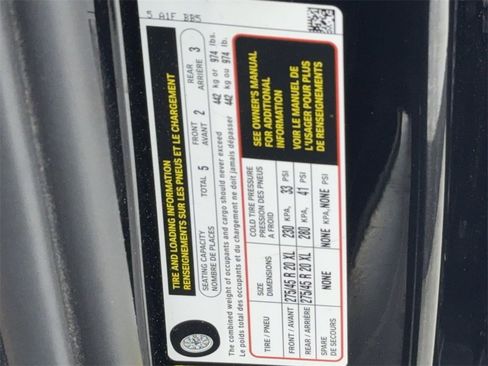 5 A1F
TIRE AND LOADING INFORMATION
RENSEIGNEMENTS SUR LES PNEUS ET LE CHARGEMENT
SEATING CAPACITY TOTAL 5 FRONT 2 REAR 3
NOMBRE DE PLACES AVANT ARRIÈRE
The combined weight of occupants and cargo should never exceed 442 kg or 974 lbs.
Le poids total des occupants et du chargement ne doit jamais dépasser 442 kg ou 974 lb.
TIRE / PNEU SIZE DIMENSIONS COLD TIRE PRESSURE PRESSION DES PNEUS A FROID
FRONT / AVANT 275/45 R 20 XL 230 KPA, 33 PSI
REAR / ARRIÈRE 275/45 R 20 XL 280 KPA, 41 PSI
SPARE DE SECOURS NONE NONE KPA, NONE PSI
SEE OWNER'S MANUAL
FOR ADDITIONAL
INFORMATION
VOIR LE MANUEL DE
L'USAGER POUR PLUS
DE RENSEIGNEMENTS